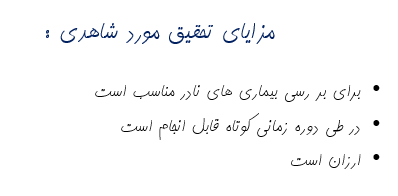 مزایای تحقیق مورد شاهدی :
• برای بر رسی بیماری های نادر مناسب است
• در طی دوره زمانی کوتاه قابل انجام است
• ارزان است